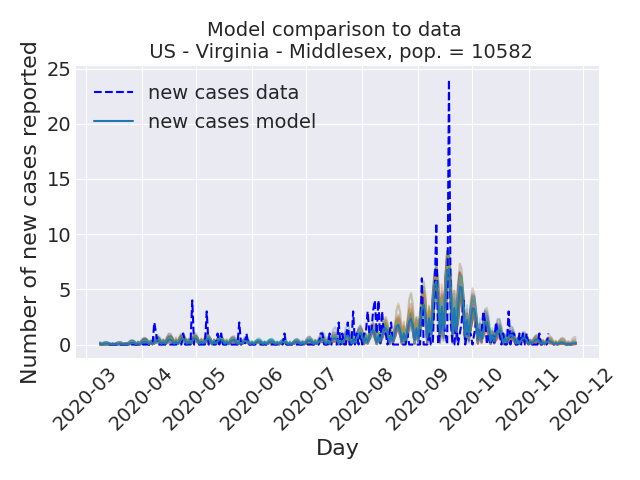 Model comparison to data
US - Virginia - Middlesex, pop. = 10582
Number of new cases reported
25
20
15
10
5
0
new cases data
new cases model
2020-03
2020-04
2020-05
2020-06
2020-07
2020-08
2020-09
2020-10
2020-11
2020-12
Day